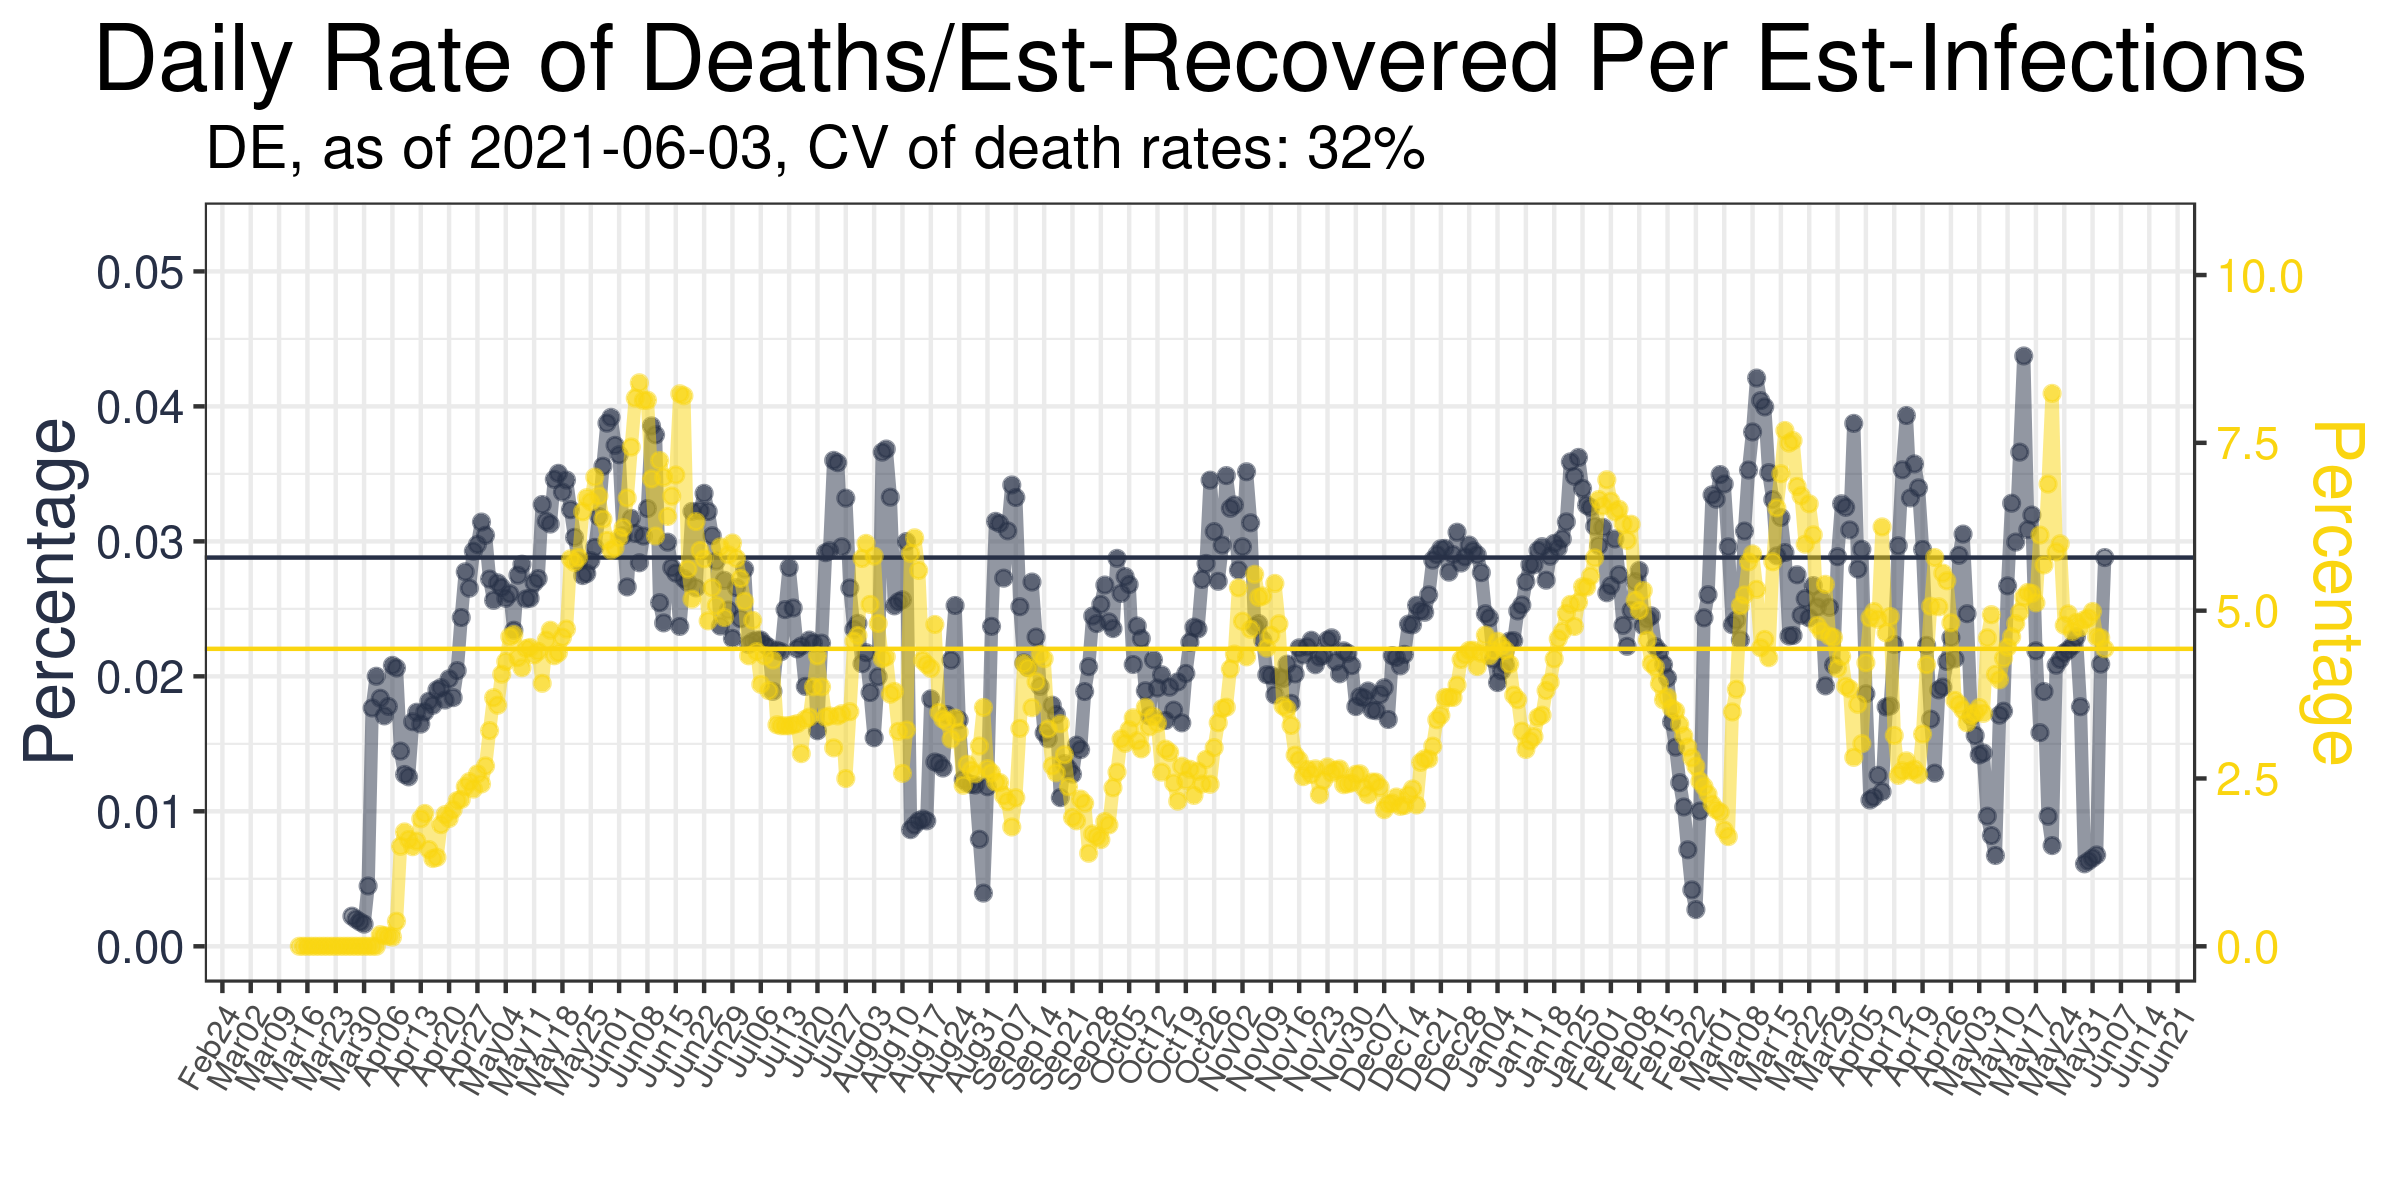 Daily Rate of Deaths/Est-Recovered Per Est-Infections
DE, as of 2021-06-03, CV of death rates: 32%
Percentage
0.05
0.04
0.03
0.02
0.01
0.00
10.0
7.5
5.0
2.5
0.0
Percentage
Feb24
Mar02
Mar09
Mar16
Mar23
Mar30
Apr06
Apr13
Apr20
Apr27
May04
May11
May18
May25
Jun01
Jun08
Jun15
Jun22
Jun29
Jul06
Jul13
Jul20
Jul27
Aug03
Aug10
Aug17
Aug24
Aug31
Sep07
Sep14
Sep21
Sep28
Oct05
Oct12
Oct19
Oct26
Nov02
Nov09
Nov16
Nov23
Nov30
Dec07
Dec14
Dec21
Dec28
Jan04
Jan11
Jan18
Jan25
Feb01
Feb08
Feb15
Feb22
Mar01
Mar08
Mar15
Mar22
Mar29
Apr05
Apr12
Apr19
Apr26
May03
May10
May17
May24
May31
Jun07
Jun14
Jun21